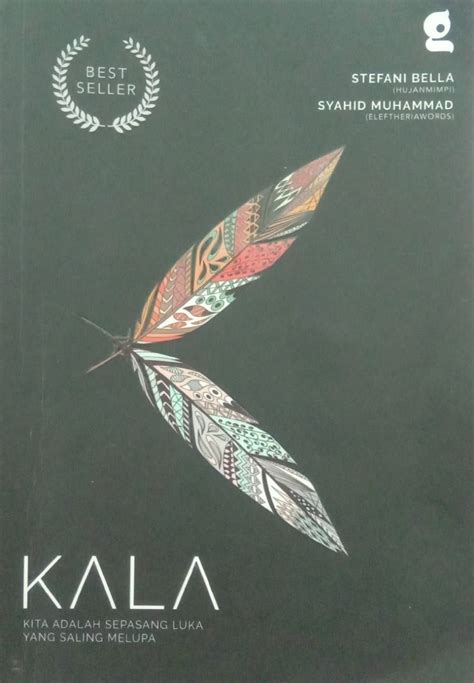 BEST
SELLER
STEFANI BELLA
(HUJANMIMPI)
SYAHID MUHAMMAD
(ELEFTHERIAWORDS)
KALA
KITA ADALAH SEPASANG LUKA
YANG SALING MELUPA